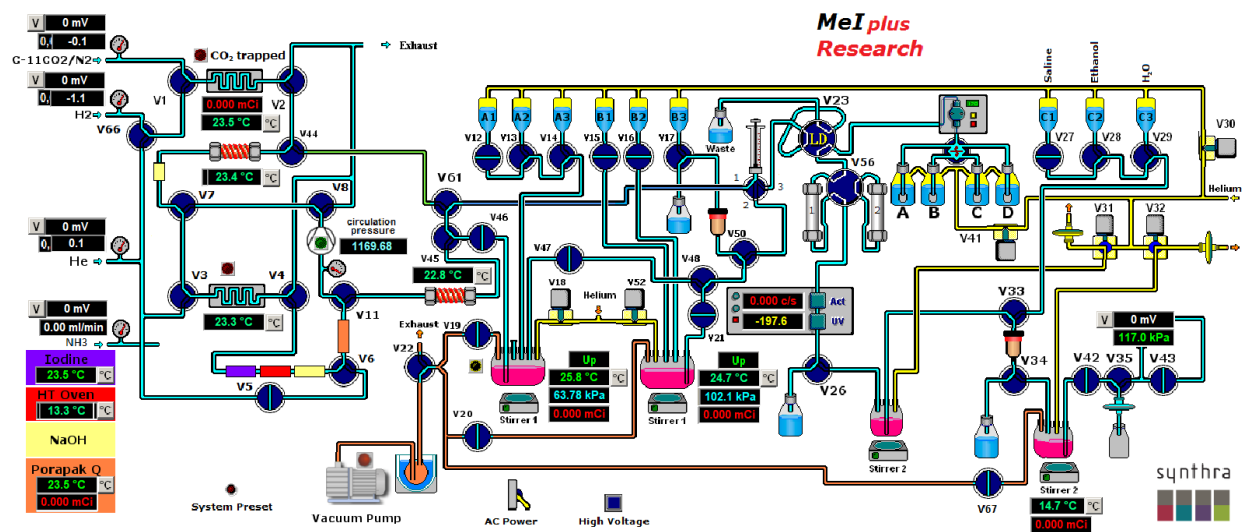 MeI plus
Research
V 0 mV
-0.1
C-11CO2/N2
V 0 mV
-1.1
H2
V66
V1
CO2 trapped
0.000 mCi
23.5 °C °C
V2
Exhaust
V44
23.4 °C °C
V7
V8
circulation
pressure
1169.68
V 0 mV
0.1
He
V3
V4
23.3 °C °C
V11
V 0 mV
0.00 ml/min
NH3
V6
V5
Iodine
23.5 °C °C
HT Oven
13.3 °C °C
NaOH
Porapak Q
23.5 °C °C
0.000 mCi
System Preset
Vacuum Pump
AC Power
High Voltage
A1
A2
A3
B1
B2
B3
V12
V13
V14
V15
V16
V17
Waste
V23
LD
1
2
3
V56
1
2
A
B
C
D
Saline
Ethanol
H2O
C1
C2
C3
V27
V28
V29
V30
Helium
V31
V32
V41
V61
V46
V45
22.8 °C °C
V47
V48
V50
V18
Helium
V52
Exhaust
V22
V19
V20
V21
Up
25.8 °C °C
63.78 kPa
0.000 mCi
Stirrer 1
Up
24.7 °C °C
102.1 kPa
0.000 mCi
Stirrer 1
0.000 c/s
-197.6
Act
UV
V26
Stirrer 2
V33
V34
V 0 mV
117.0 kPa
V42
V35
V43
V67
Stirrer 2
14.7 °C °C
0.000 mCi
synthra